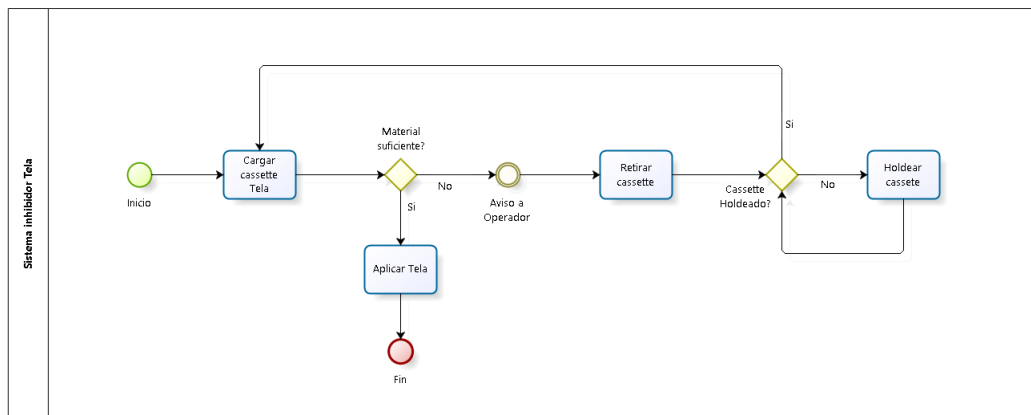 Sistema inhibidor Tela
Inicio
Cargar
cassette
Tela
Material
suficiente?
No
Si
Aplicar Tela
Fin
Aviso a
Operador
Retirar
cassette
Cassette
Holdeado?
Si
No
Holdear
cassete